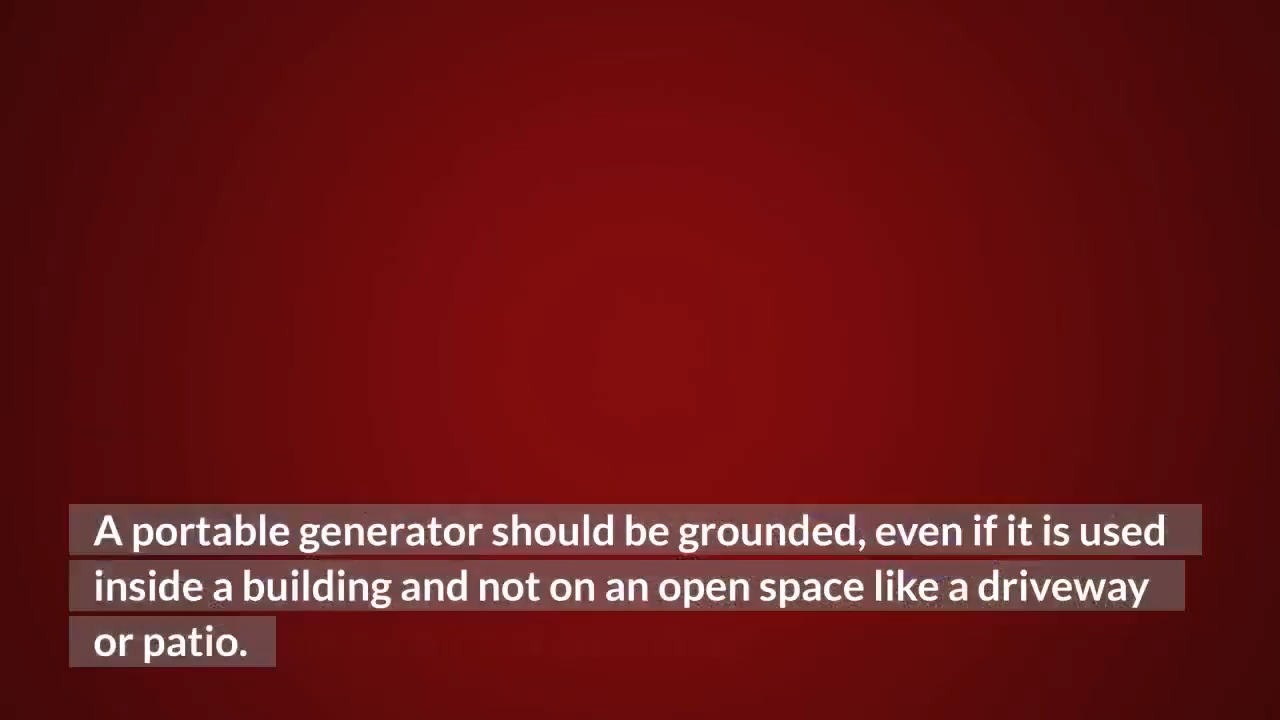 A portable generator should be grounded, even if it is used
inside a building and not on an open space like a driveway
or patio.